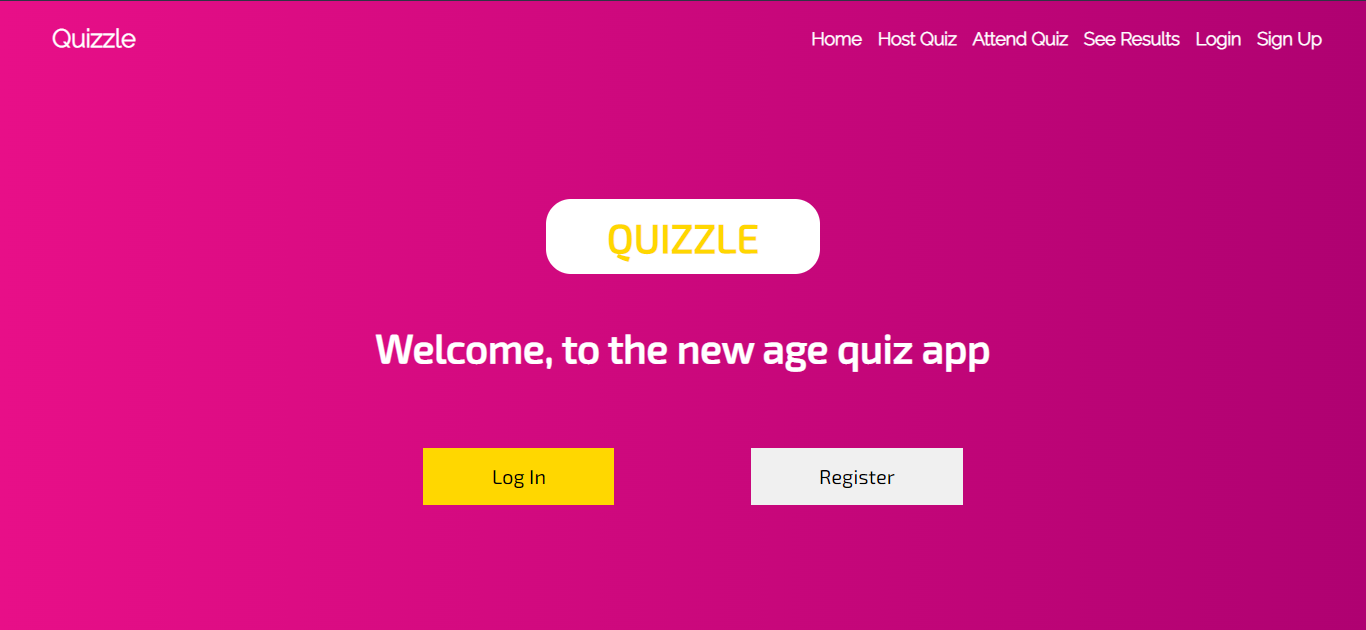 Quizzle Home Host Quiz Attend Quiz See Results Login Sign Up
QUIZZLE
Welcome, to the new age quiz app
Log In Register